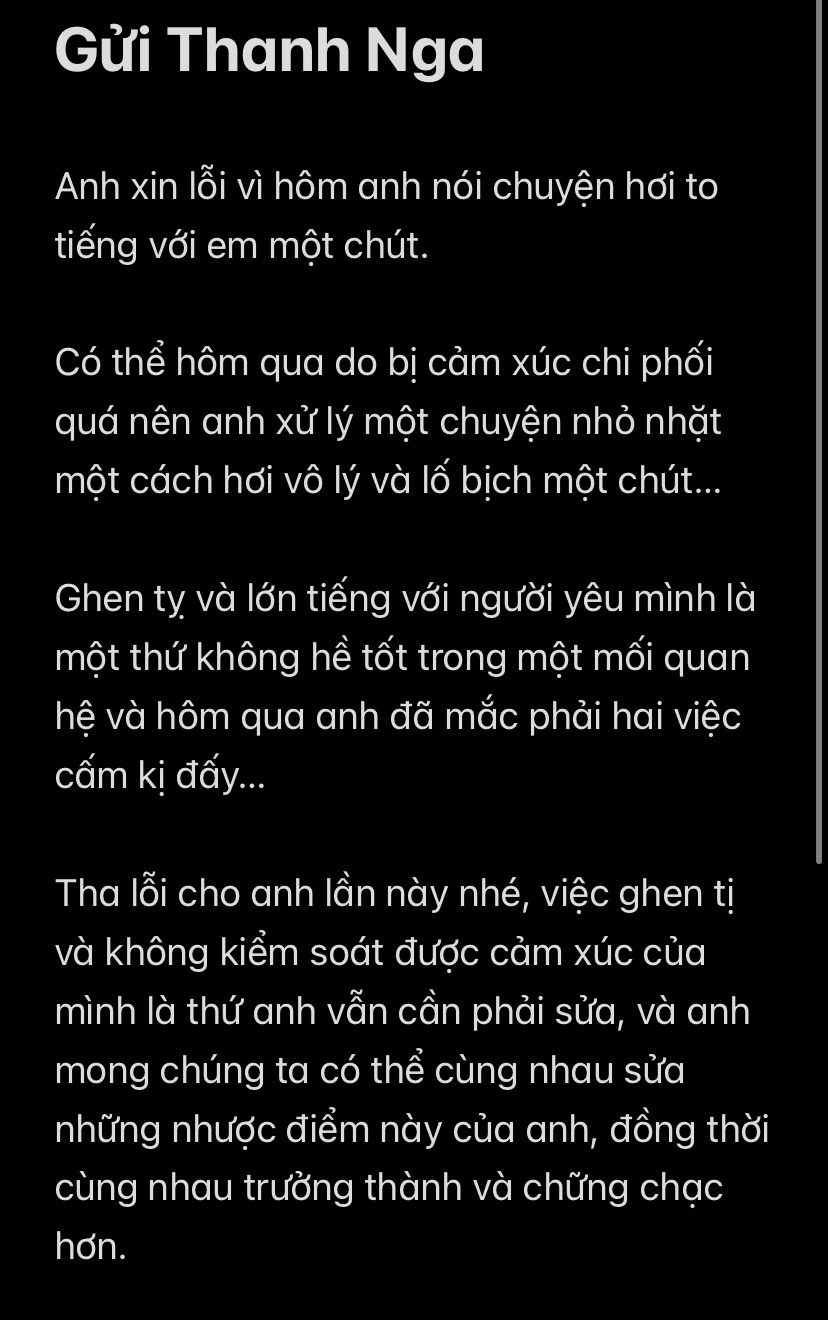 Gửi Thanh Nga
Anh xin lỗi vì hôm anh nói chuyện hơi to
tiếng với em một chút.
Có thể hôm qua do bị cảm xúc chi phối
quá nên anh xử lý một chuyện nhỏ nhặt
một cách hơi vô lý và lố bịch một chút...
Ghen tỵ và lớn tiếng với người yêu mình là
một thứ không hề tốt trong một mối quan
hệ và hôm qua anh đã mắc phải hai việc
cấm kị đấy...
Tha lỗi cho anh lần này nhé, việc ghen tị
và không kiểm soát được cảm xúc của
mình là thứ anh vẫn cần phải sửa, và anh
mong chúng ta có thể cùng nhau sửa
những nhược điểm này của anh, đồng thời
cùng nhau trưởng thành và chững chạc
hơn.